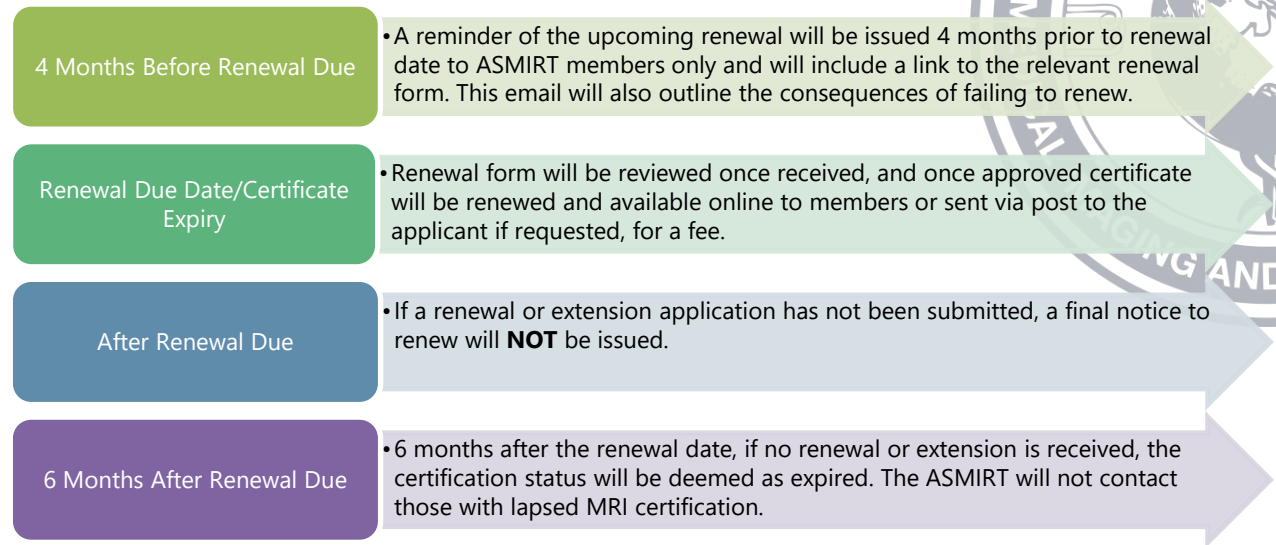 4 Months Before Renewal Due
•A reminder of the upcoming renewal will be issued 4 months prior to renewal
date to ASMIRT members only and will include a link to the relevant renewal
form. This email will also outline the consequences of failing to renew.
Renewal Due Date/Certificate
Expiry
•Renewal form will be reviewed once received, and once approved certificate
will be renewed and available online to members or sent via post to the
applicant if requested, for a fee.
After Renewal Due
•If a renewal or extension application has not been submitted, a final notice to
renew will NOT be issued.
6 Months After Renewal Due
•6 months after the renewal date, if no renewal or extension is received, the
certification status will be deemed as expired. The ASMIRT will not contact
those with lapsed MRI certification.
AND